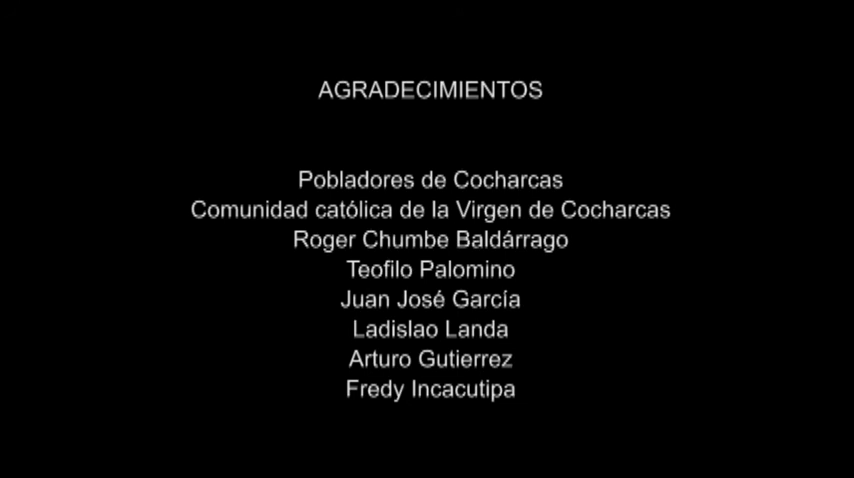 AGRADECIMIENTOS
Pobladores de Cocharcas
Comunidad católica de la Virgen de Cocharcas
Roger Chumbe Baldárrago
Teofilo Palomino
Juan José García
Ladislao Landa
Arturo Gutierrez
Fredy Incacutipa